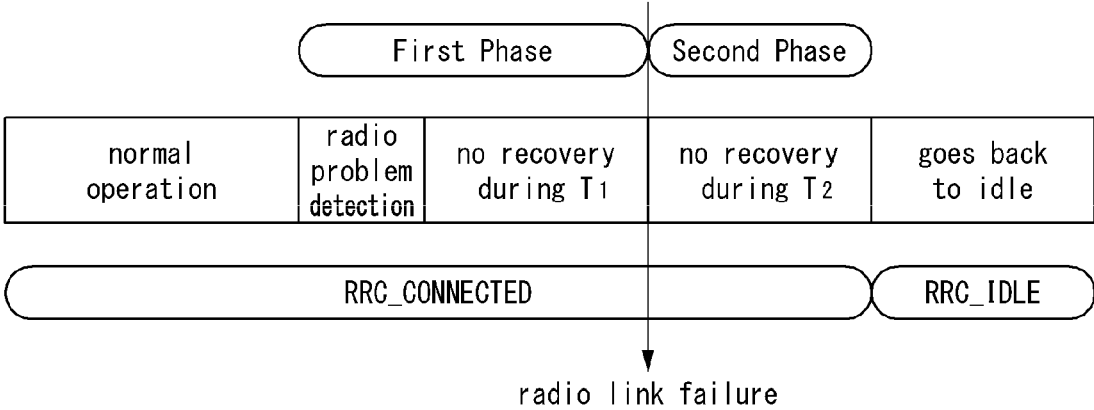 First Phase
Second Phase
normal
operation
radio
problem
detection
no recovery
during T1
no recovery
during T2
goes back
to idle
RRC_CONNECTED
RRC_IDLE
radio link failure